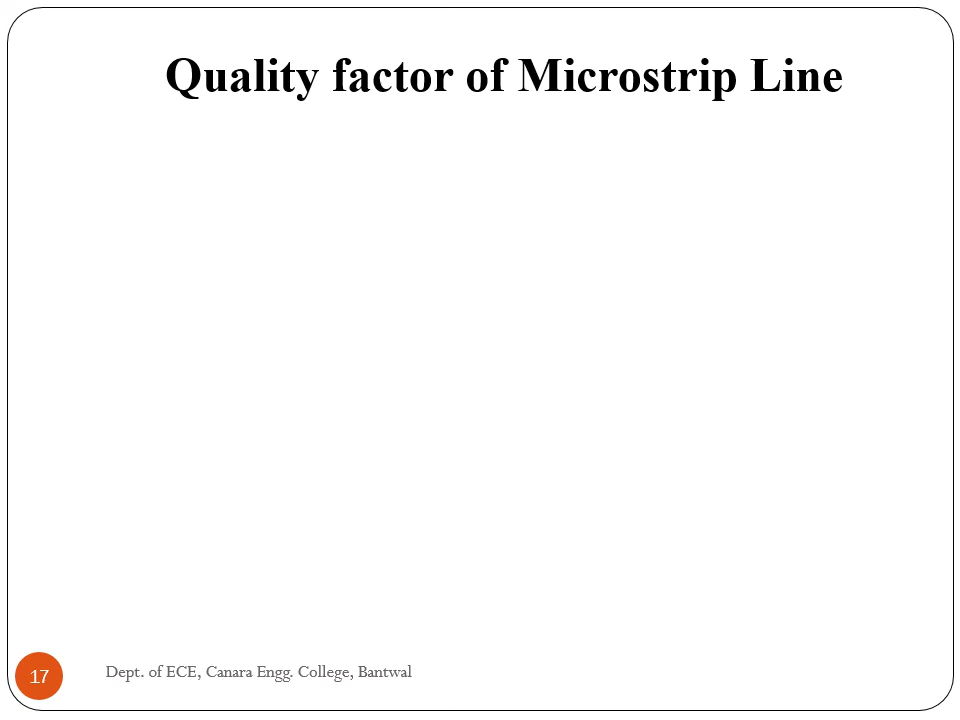 Quality factor of Microstrip Line
17
Dept. of ECE, Canara Engg. College, Bantwal